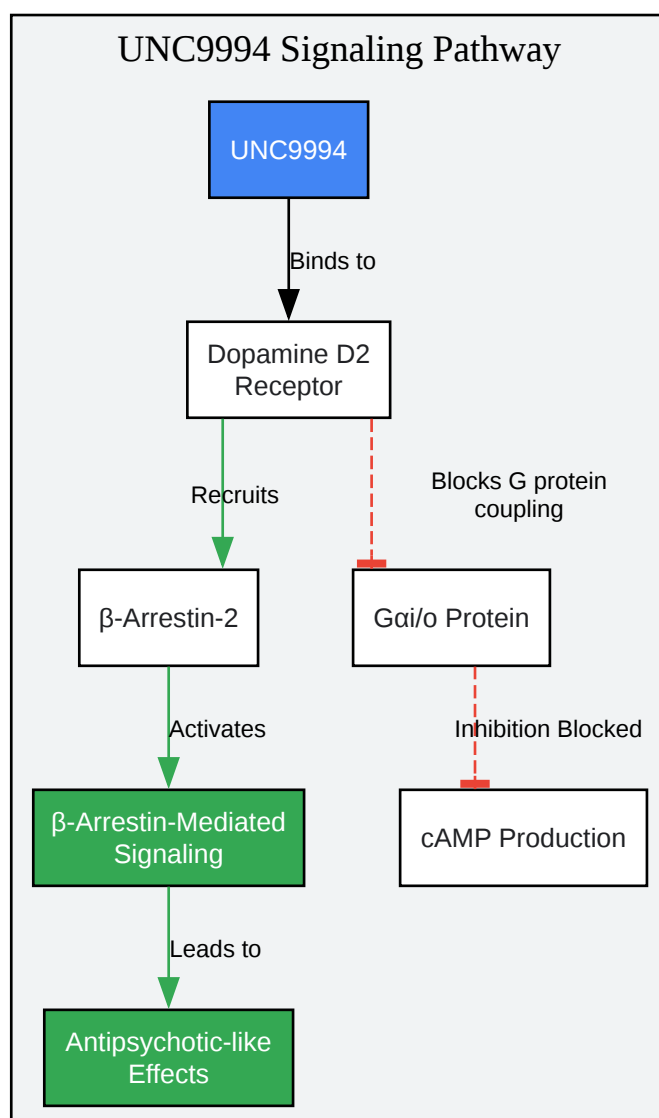 UNC9994 Signaling Pathway
UNC9994
Binds to
Dopamine D2
Receptor
Recruits
Blocks G protein
coupling
β-Arrestin-2
Gαi/o Protein
Activates
Inhibition Blocked
β-Arrestin-Mediated
Signaling
cAMP Production
Leads to
Antipsychotic-like
Effects